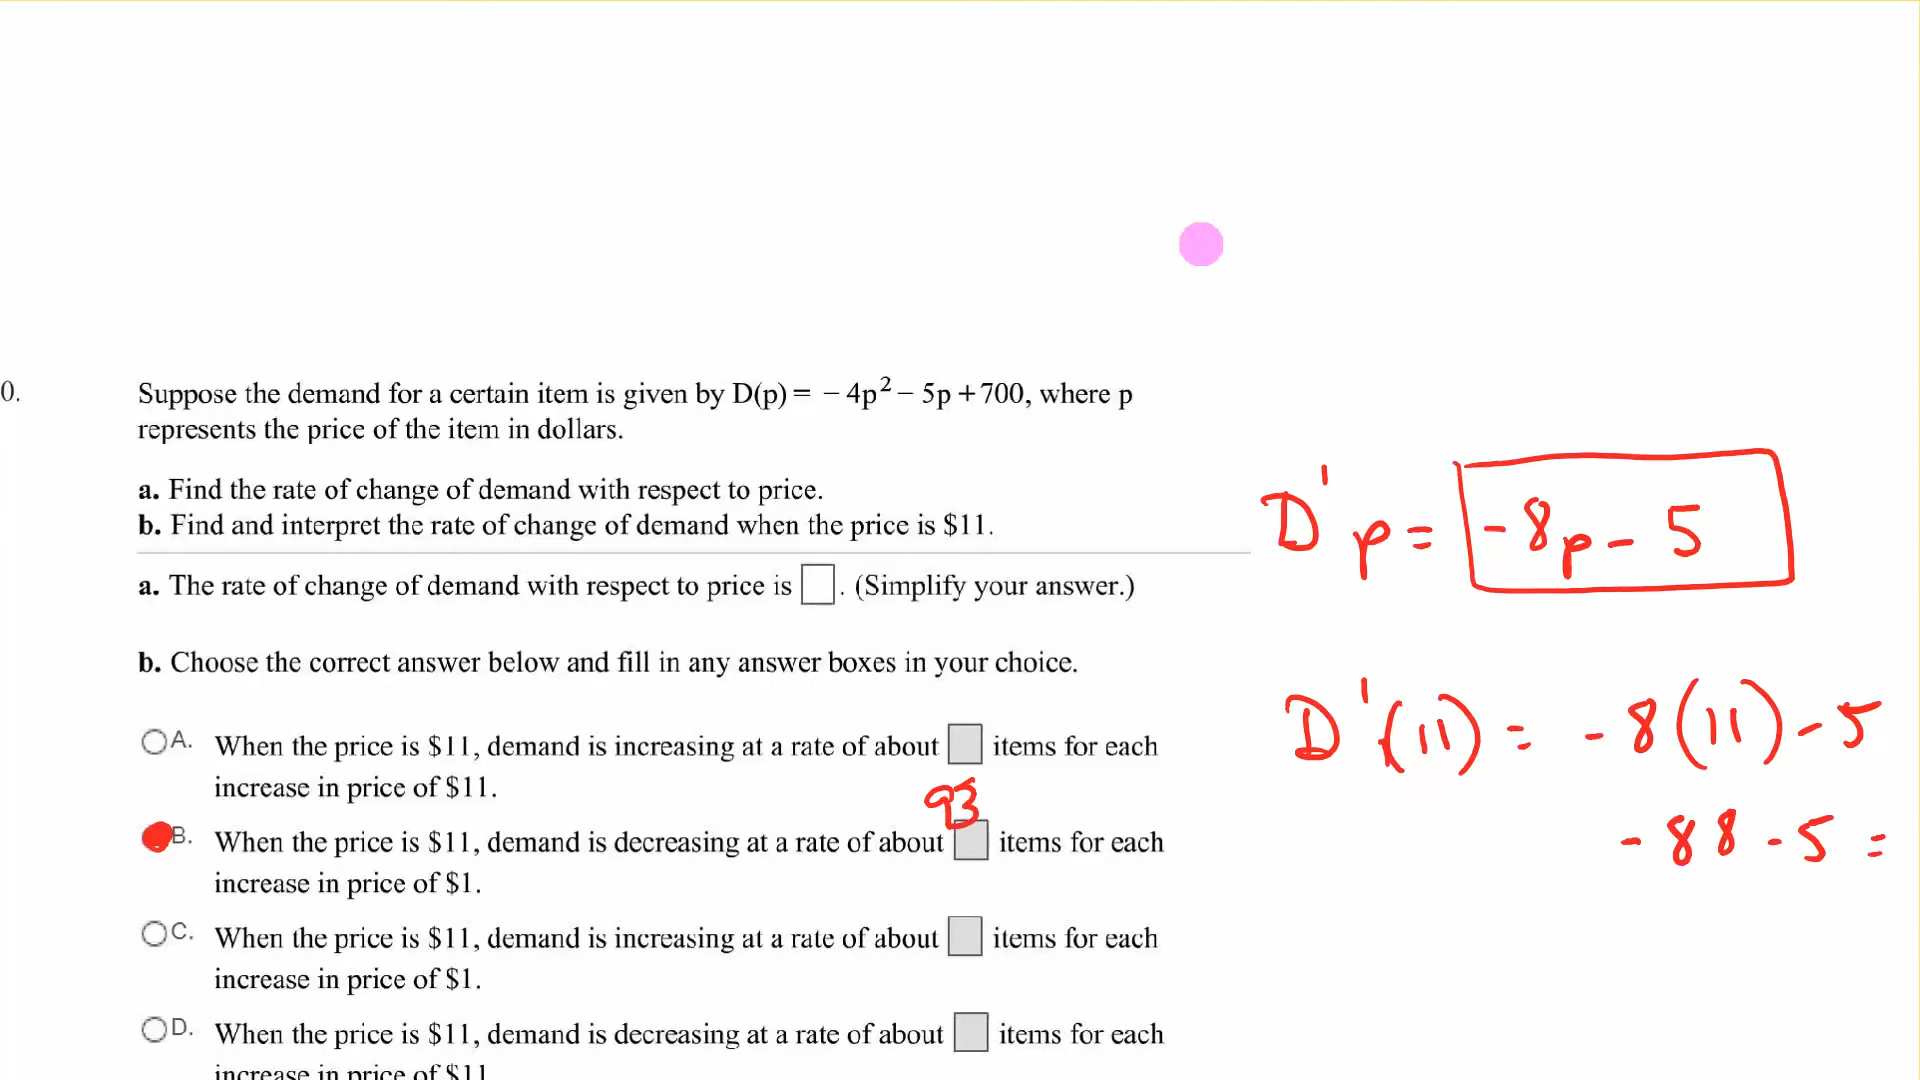 0.
Suppose the demand for a certain item is given by D(p) = − 4p² − 5p + 700, where p
represents the price of the item in dollars.
a. Find the rate of change of demand with respect to price.
b. Find and interpret the rate of change of demand when the price is $11.
D' p = -8p - 5
a. The rate of change of demand with respect to price is . (Simplify your answer.)
b. Choose the correct answer below and fill in any answer boxes in your choice.
D'(11) = -8(11) - 5
A. When the price is $11, demand is increasing at a rate of about items for each
increase in price of $11.
93
-88 - 5 =
B. When the price is $11, demand is decreasing at a rate of about items for each
increase in price of $1.
C. When the price is $11, demand is increasing at a rate of about items for each
increase in price of $1.
D. When the price is $11, demand is decreasing at a rate of about items for each
increase in price of $11